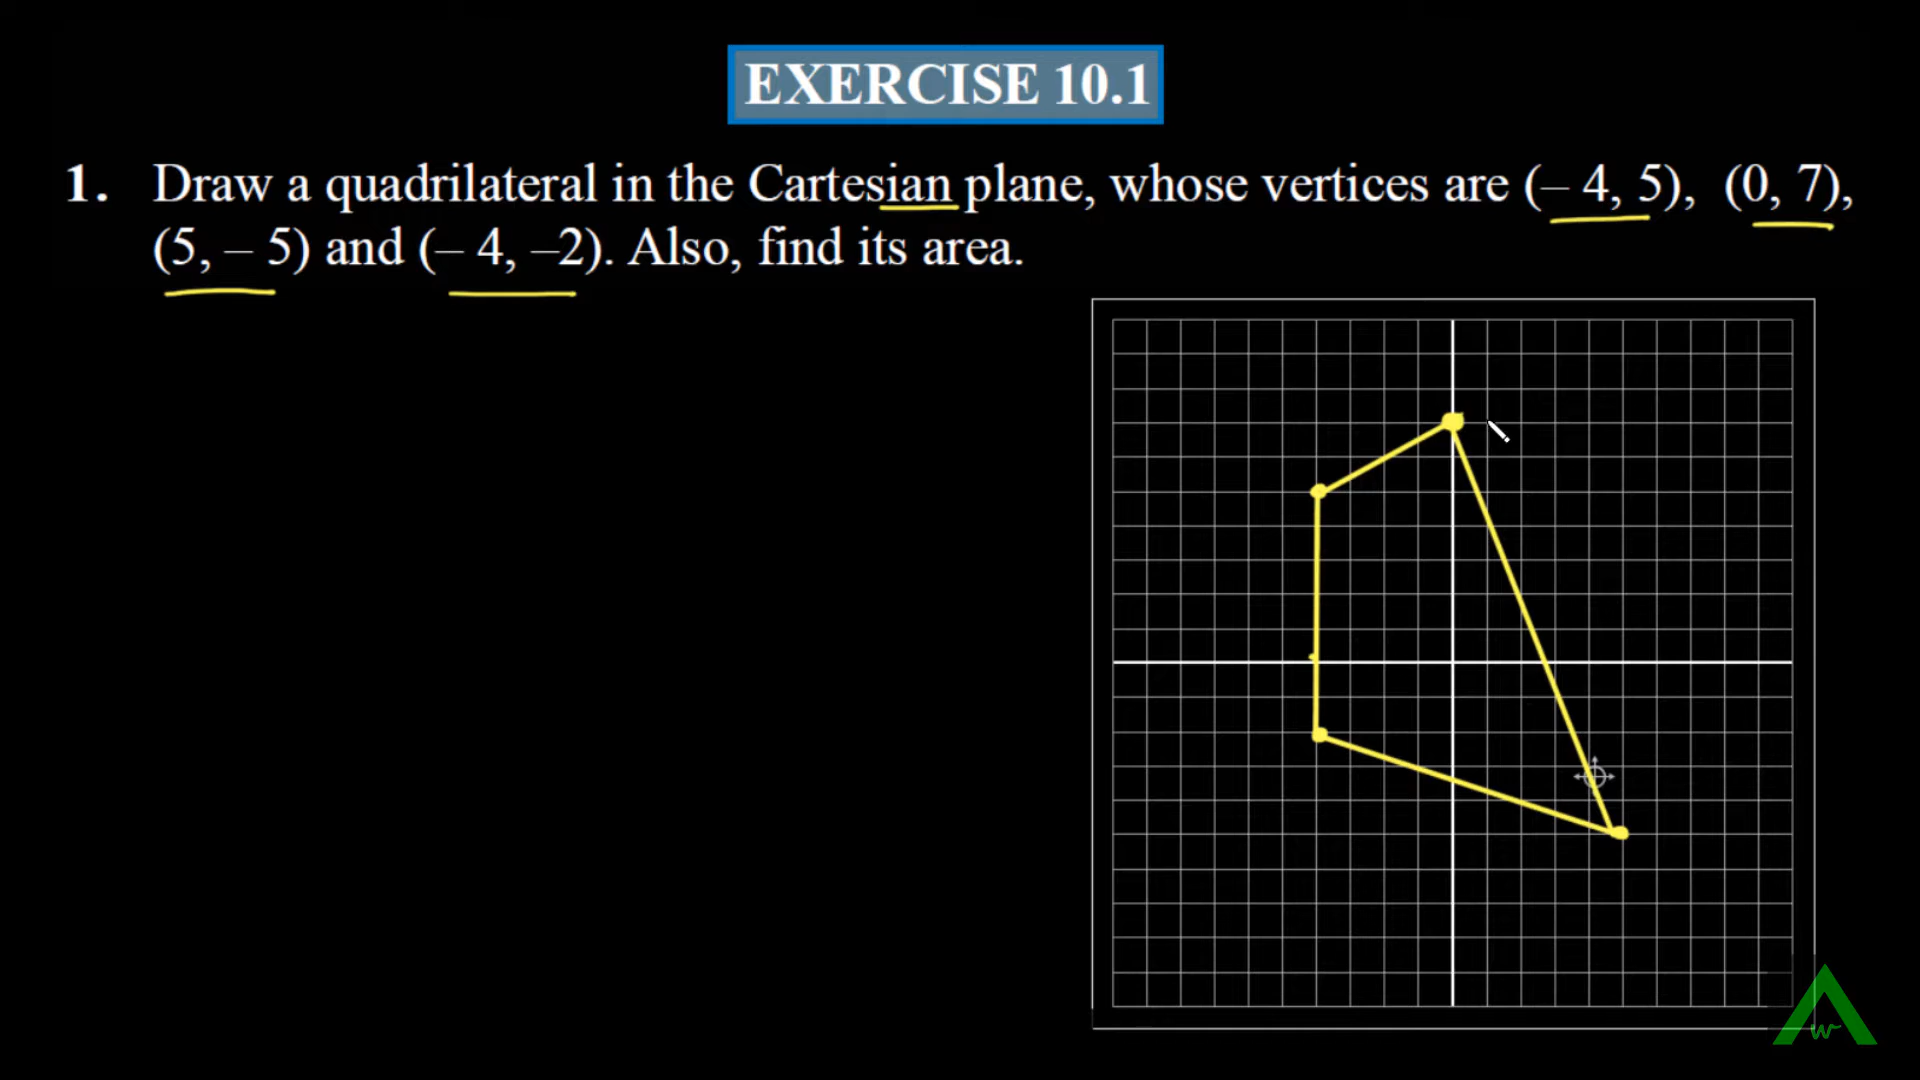 EXERCISE 10.1
1. Draw a quadrilateral in the Cartesian plane, whose vertices are (– 4, 5), (0, 7),
(5, – 5) and (– 4, –2). Also, find its area.
w